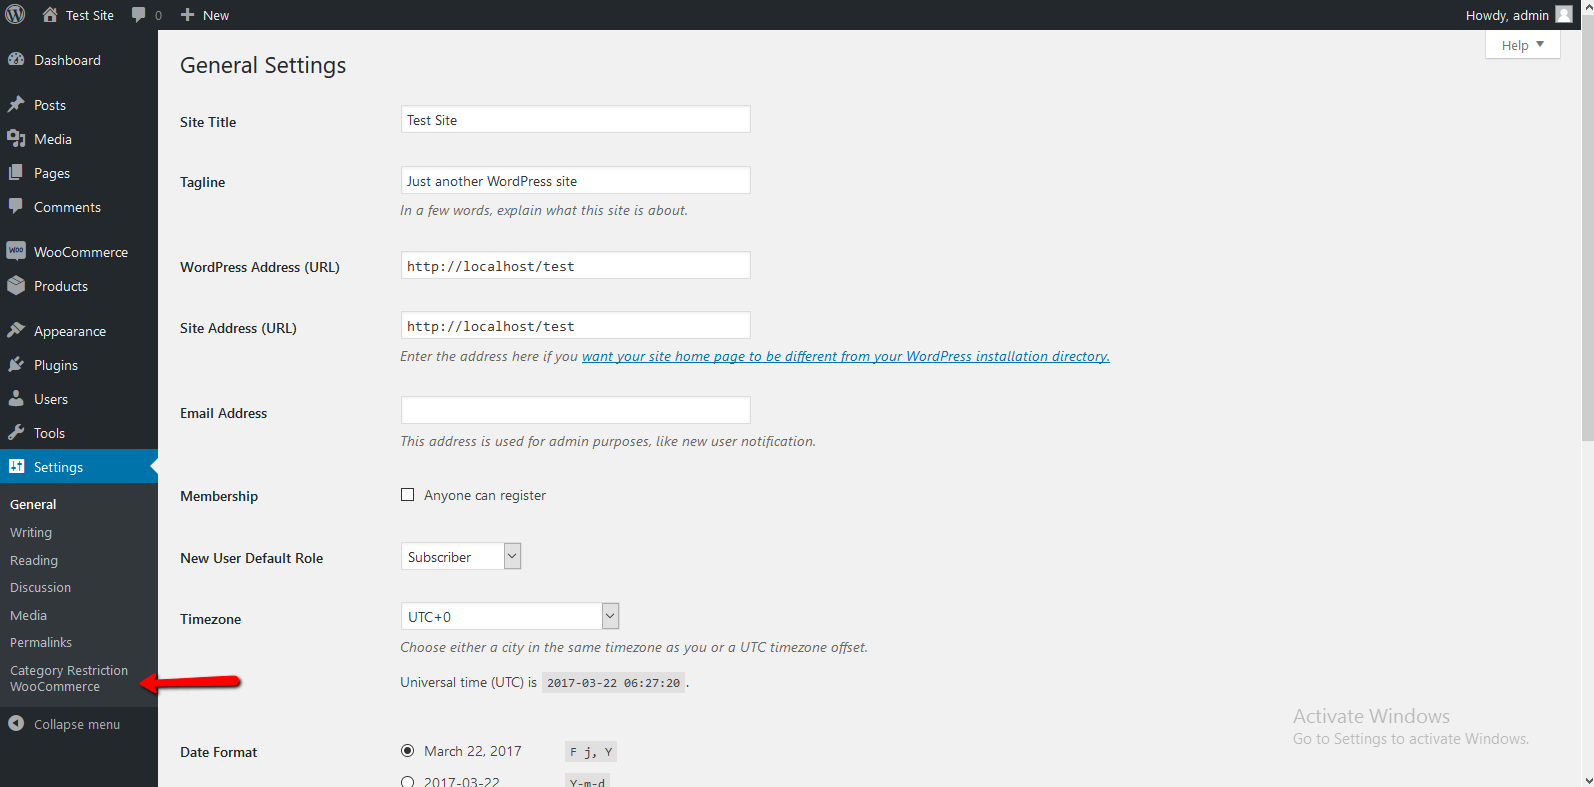 Test Site
0
New
Howdy, admin
Help
Dashboard
Posts
Media
Pages
Comments
WOO
WooCommerce
Products
Appearance
Plugins
Users
Tools
Settings
General
Writing
Reading
Discussion
Media
Permalinks
Category Restriction
WooCommerce
Collapse menu
General Settings
Site Title
Test Site
Tagline
Just another WordPress site
In a few words, explain what this site is about.
WordPress Address (URL)
http://localhost/test
Site Address (URL)
http://localhost/test
Enter the address here if you want your site home page to be different from your WordPress installation directory.
Email Address
This address is used for admin purposes, like new user notification.
Membership
Anyone can register
New User Default Role
Subscriber
Timezone
UTC+0
Choose either a city in the same timezone as you or a UTC timezone offset.
Universal time (UTC) is 2017-03-22 06:27:20 .
Date Format
March 22, 2017
F j, Y
2017-03-22
Y-m-d
Activate Windows
Go to Settings to activate Windows.